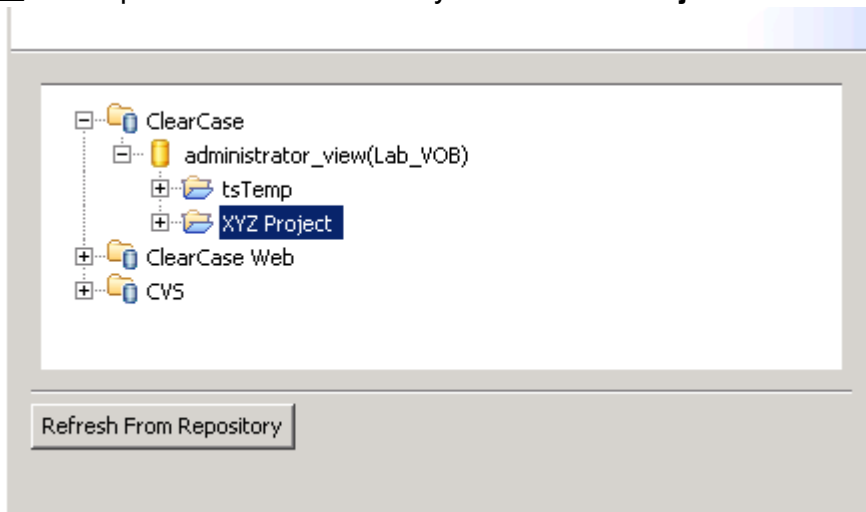 ClearCase
administrator_view(Lab_VOB)
tsTemp
XYZ Project
ClearCase Web
CVS
Refresh From Repository